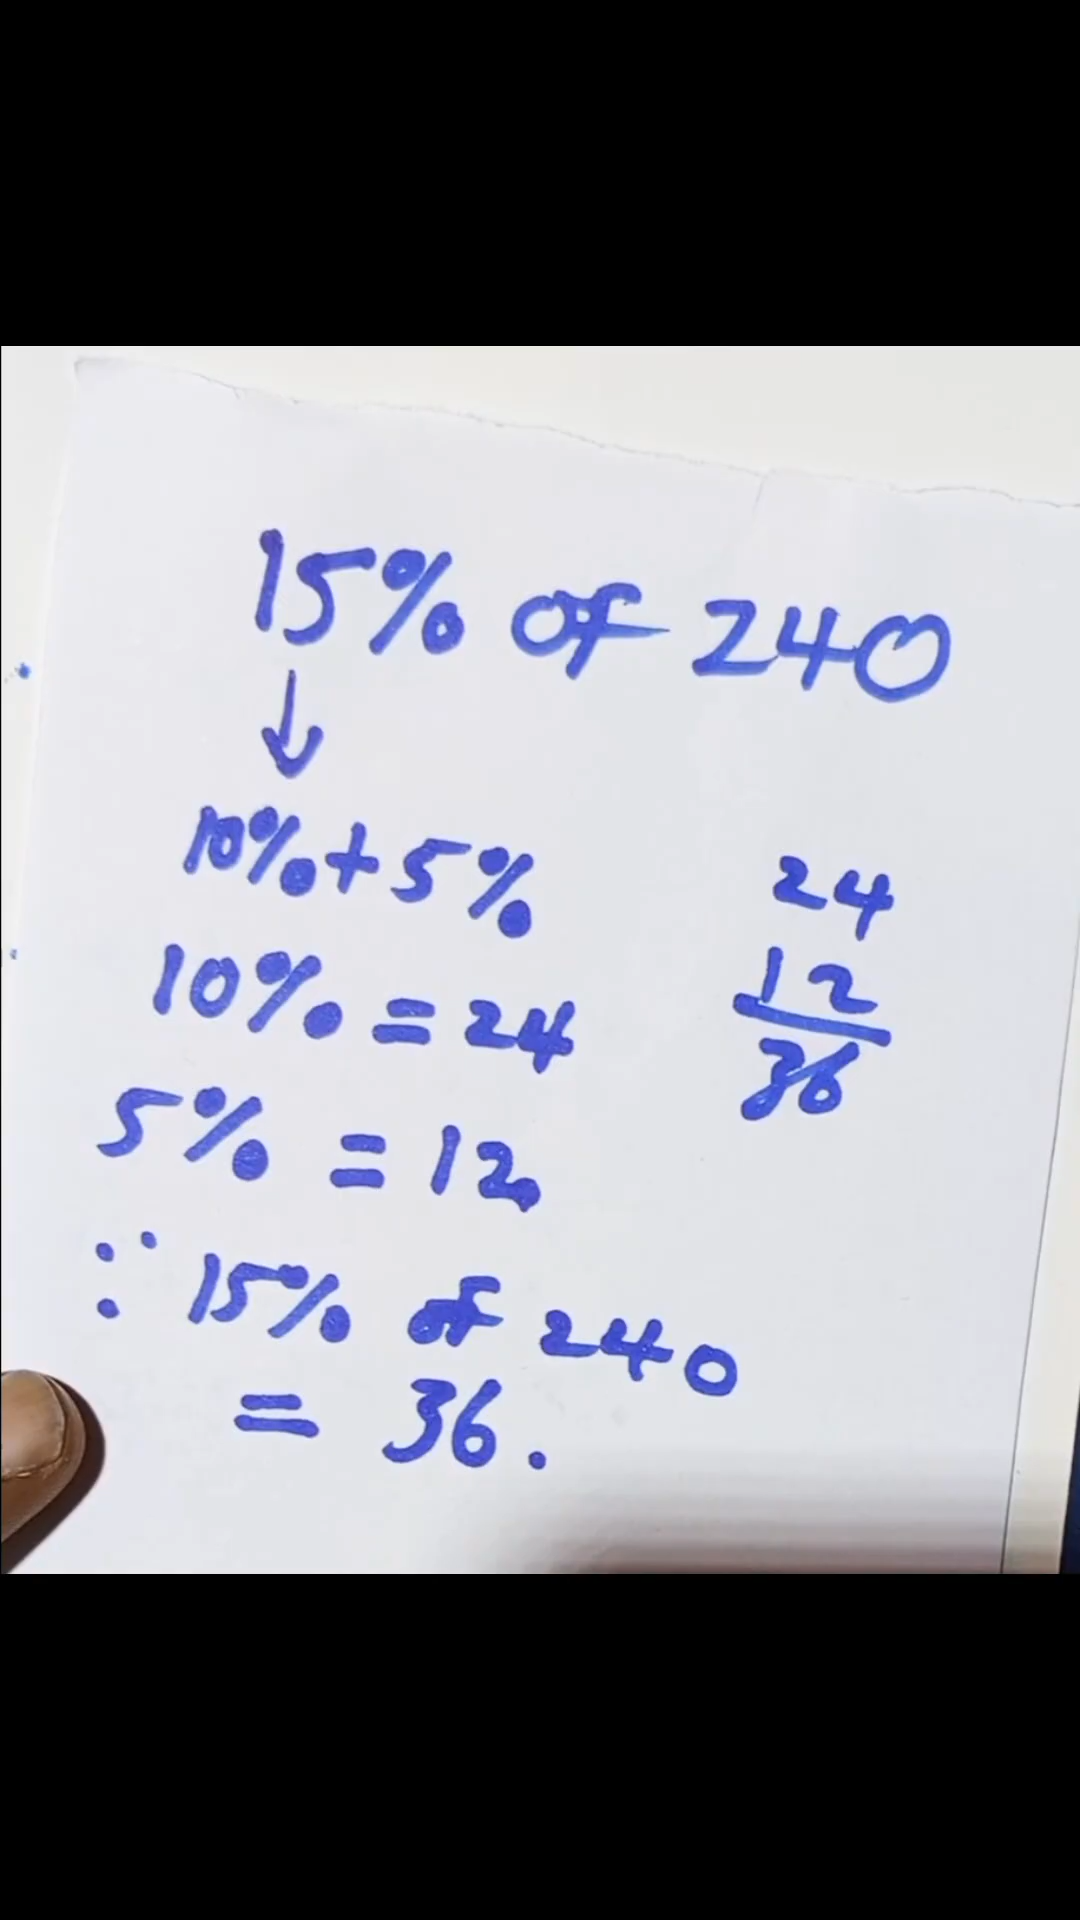 15% of 240
↓
10%+5%
10% = 24
5% = 12
∵ 15% of 240
= 36.
24
12
36